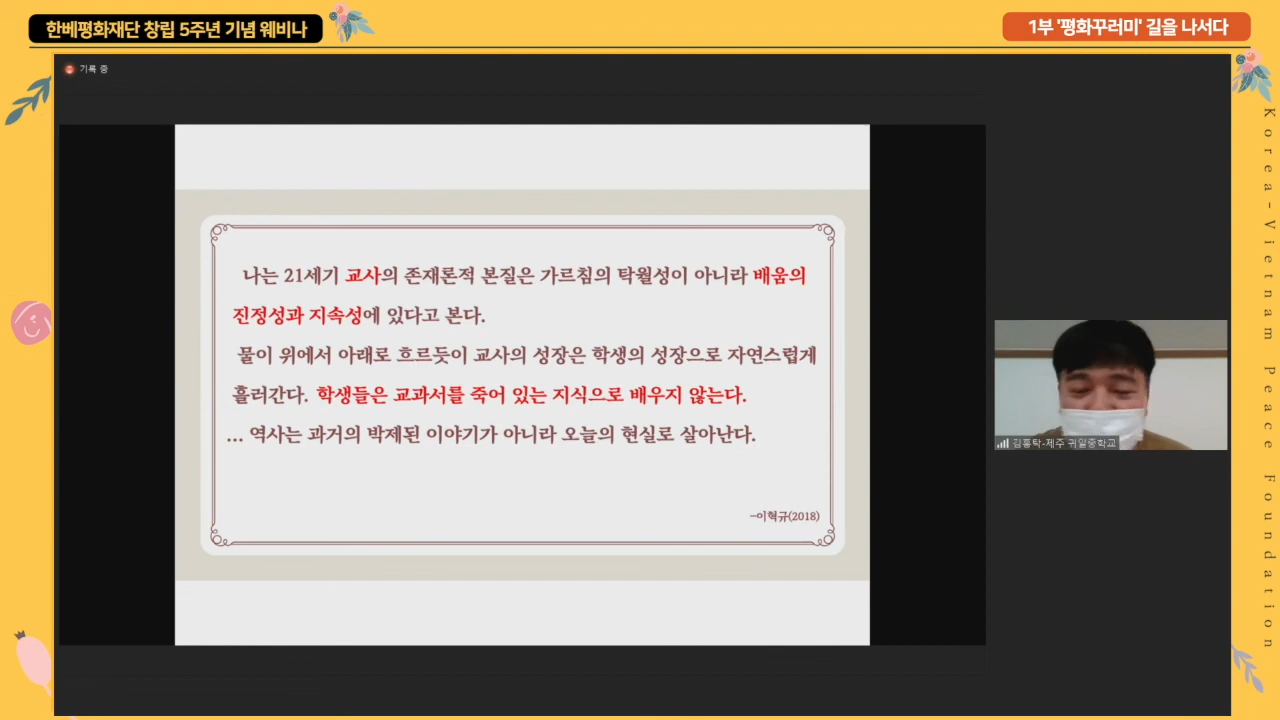 한베평화재단 창립 5주년 기념 웨비나
1부 '평화꾸러미' 길을 나서다
기록 중
나는 21세기 교사의 존재론적 본질은 가르침의 탁월성이 아니라 배움의
진정성과 지속성에 있다고 본다.
물이 위에서 아래로 흐르듯이 교사의 성장은 학생의 성장으로 자연스럽게
흘러간다. 학생들은 교과서를 죽어 있는 지식으로 배우지 않는다.
... 역사는 과거의 박제된 이야기가 아니라 오늘의 현실로 살아난다.
-이혁규(2018)
김홍탁-제주 귀일중학교
Korea-Vietnam Peace Foundation